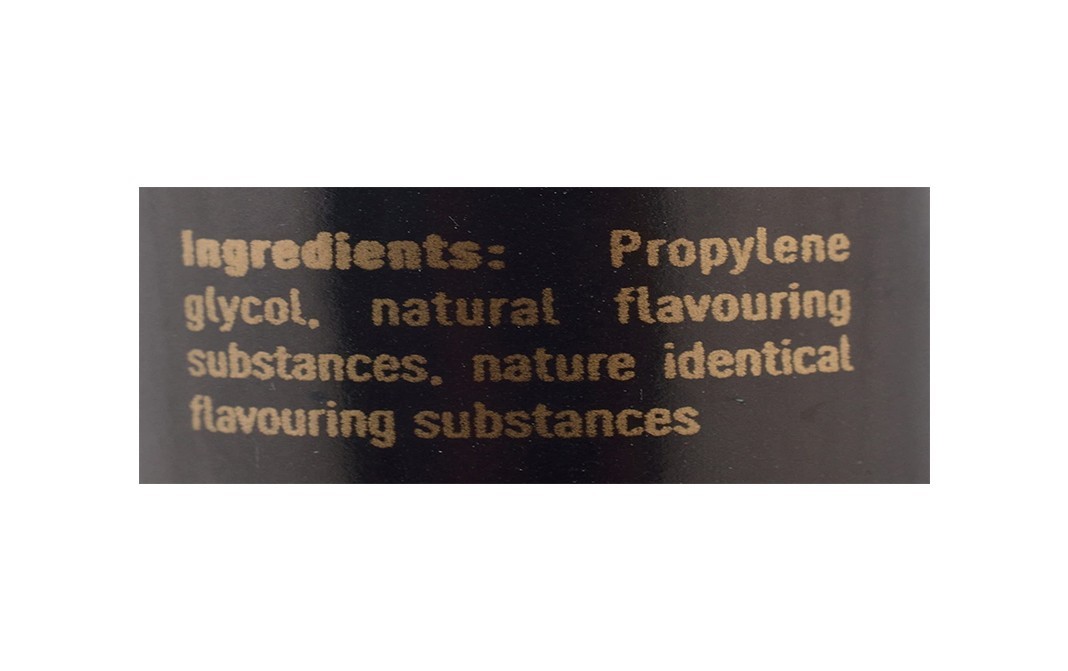 Ingredients: Propylene
glycol, natural flavouring
substances, nature identical
flavouring substances